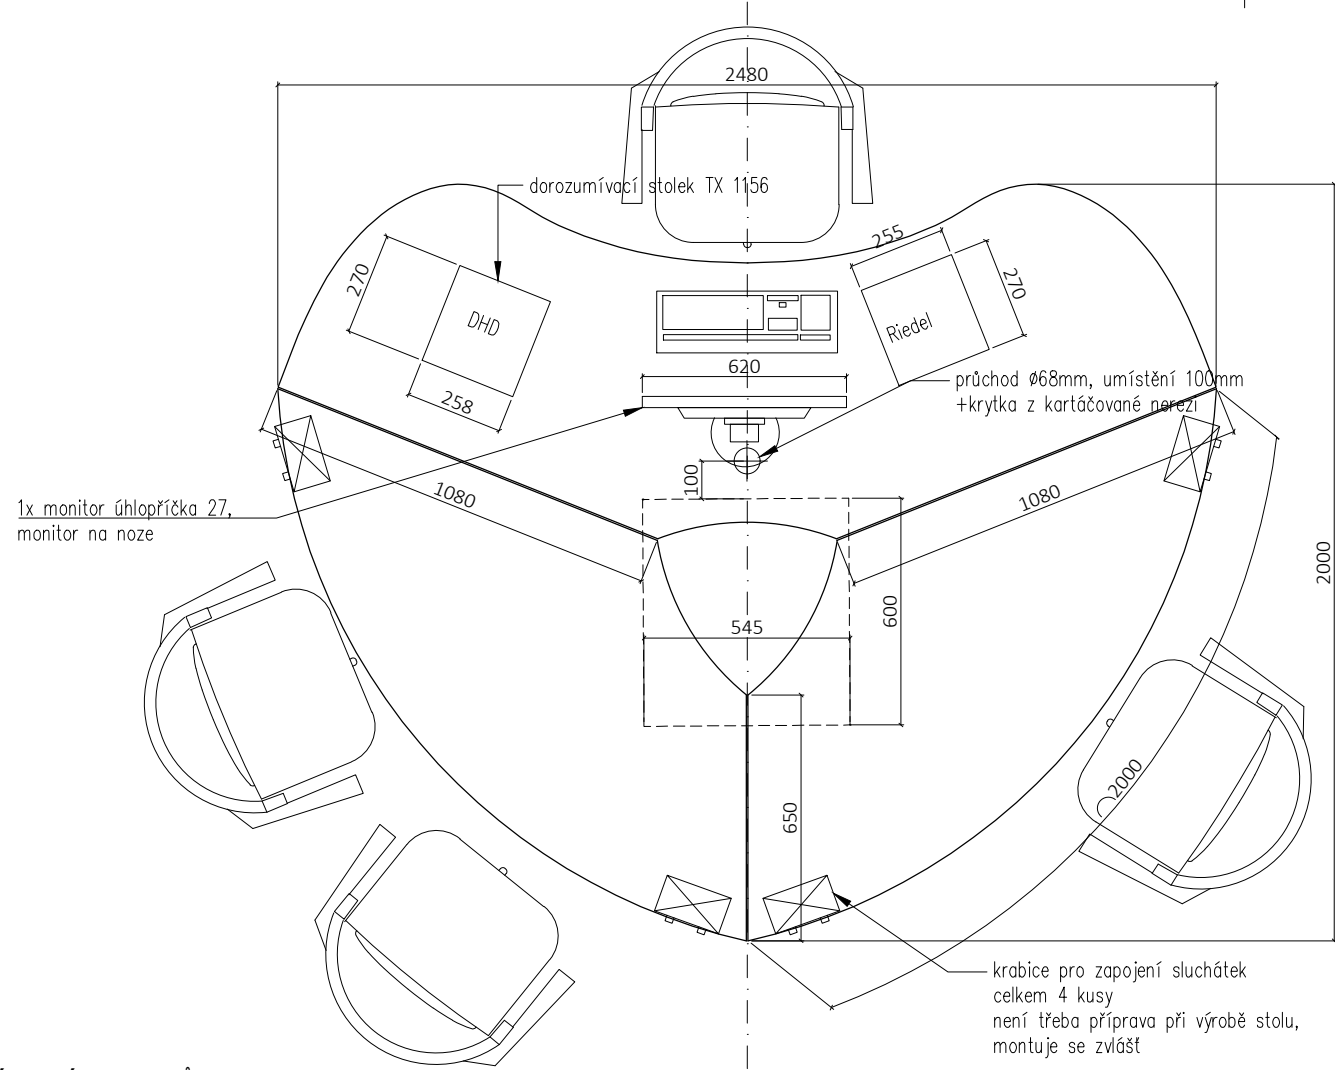 2480
dorozumívací stolek TX 1156
255
270
270
DHD
Riedel
620
258
průchod Ø68mm, umístění 100mm
+krytka z kartáčované nerezi
100
1080
1080
1x monitor úhlopříčka 27,
monitor na noze
2000
600
545
2000
650
krabice pro zapojení sluchátek
celkem 4 kusy
není třeba příprava při výrobě stolu,
montuje se zvlášť